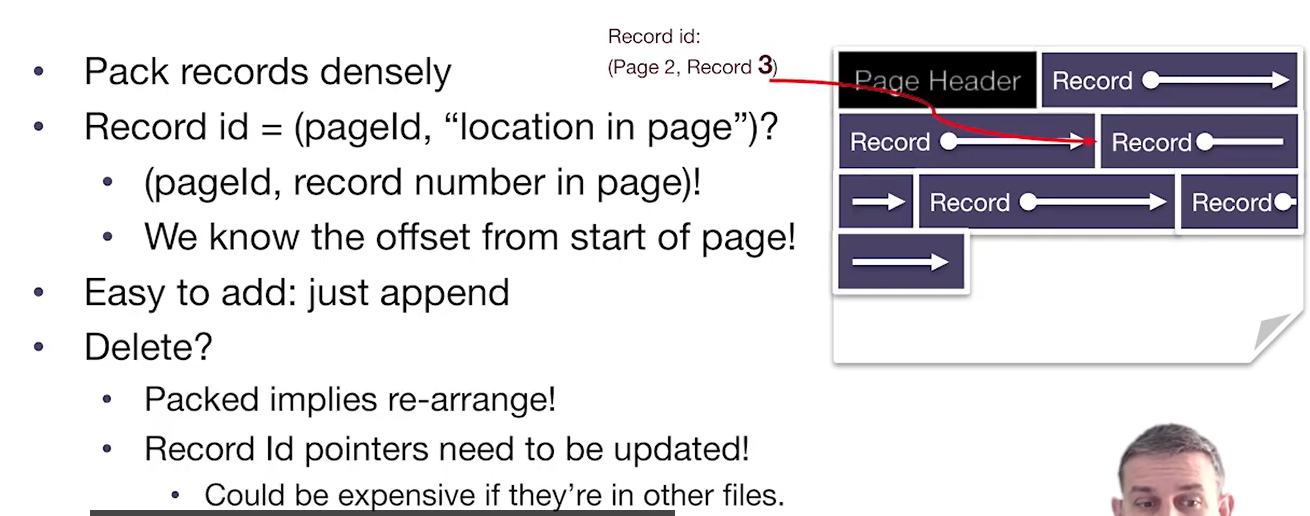 Record id:
(Page 2, Record 3)
Pack records densely
Record id = (pageId, “location in page”)?
(pageId, record number in page)!
We know the offset from start of page!
Easy to add: just append
Delete?
Packed implies re-arrange!
Record Id pointers need to be updated!
Could be expensive if they’re in other files.
Page Header
Record
Record
Record
Record
Record